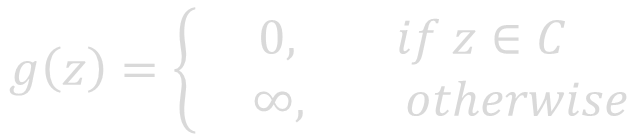 g(z) = { 0, if z ∈ C
∞, otherwise